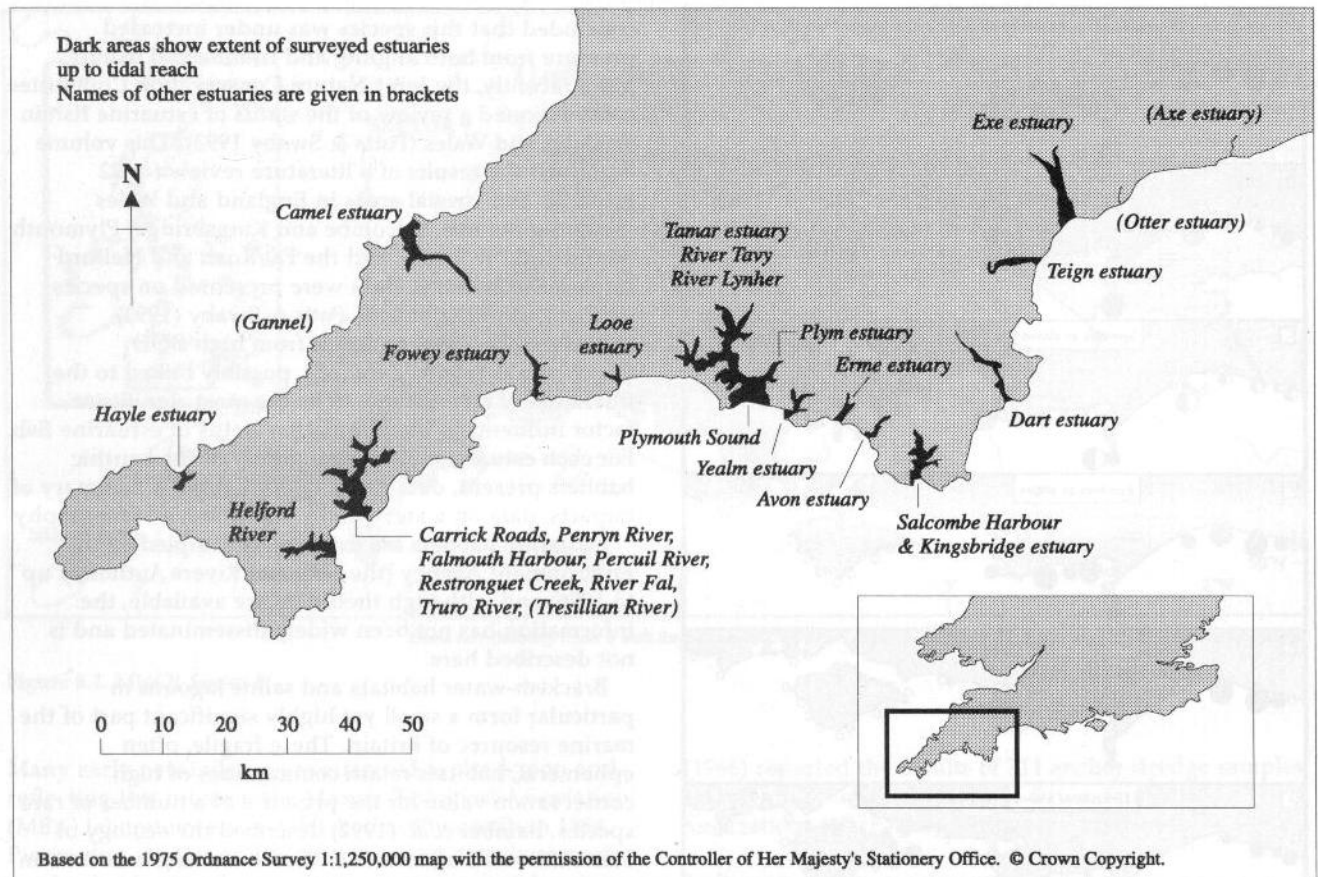 Dark areas show extent of surveyed estuaries
up to tidal reach
Names of other estuaries are given in brackets
N
Exe estuary
(Axe estuary)
Camel estuary
Tamar estuary
River Tavy
River Lynher
(Otter estuary)
Teign estuary
(Gannel)
Looe
estuary
Plym estuary
Fowey estuary
Erme estuary
Hayle estuary
Dart estuary
Plymouth Sound
Yealm estuary
Avon estuary
Helford
River
Salcombe Harbour
& Kingsbridge estuary
Carrick Roads, Penryn River,
Falmouth Harbour, Percuil River,
Restronguet Creek, River Fal,
Truro River, (Tresillian River)
0 10 20 30 40 50
km
Based on the 1975 Ordnance Survey 1:1,250,000 map with the permission of the Controller of Her Majesty's Stationery Office. © Crown Copyright.